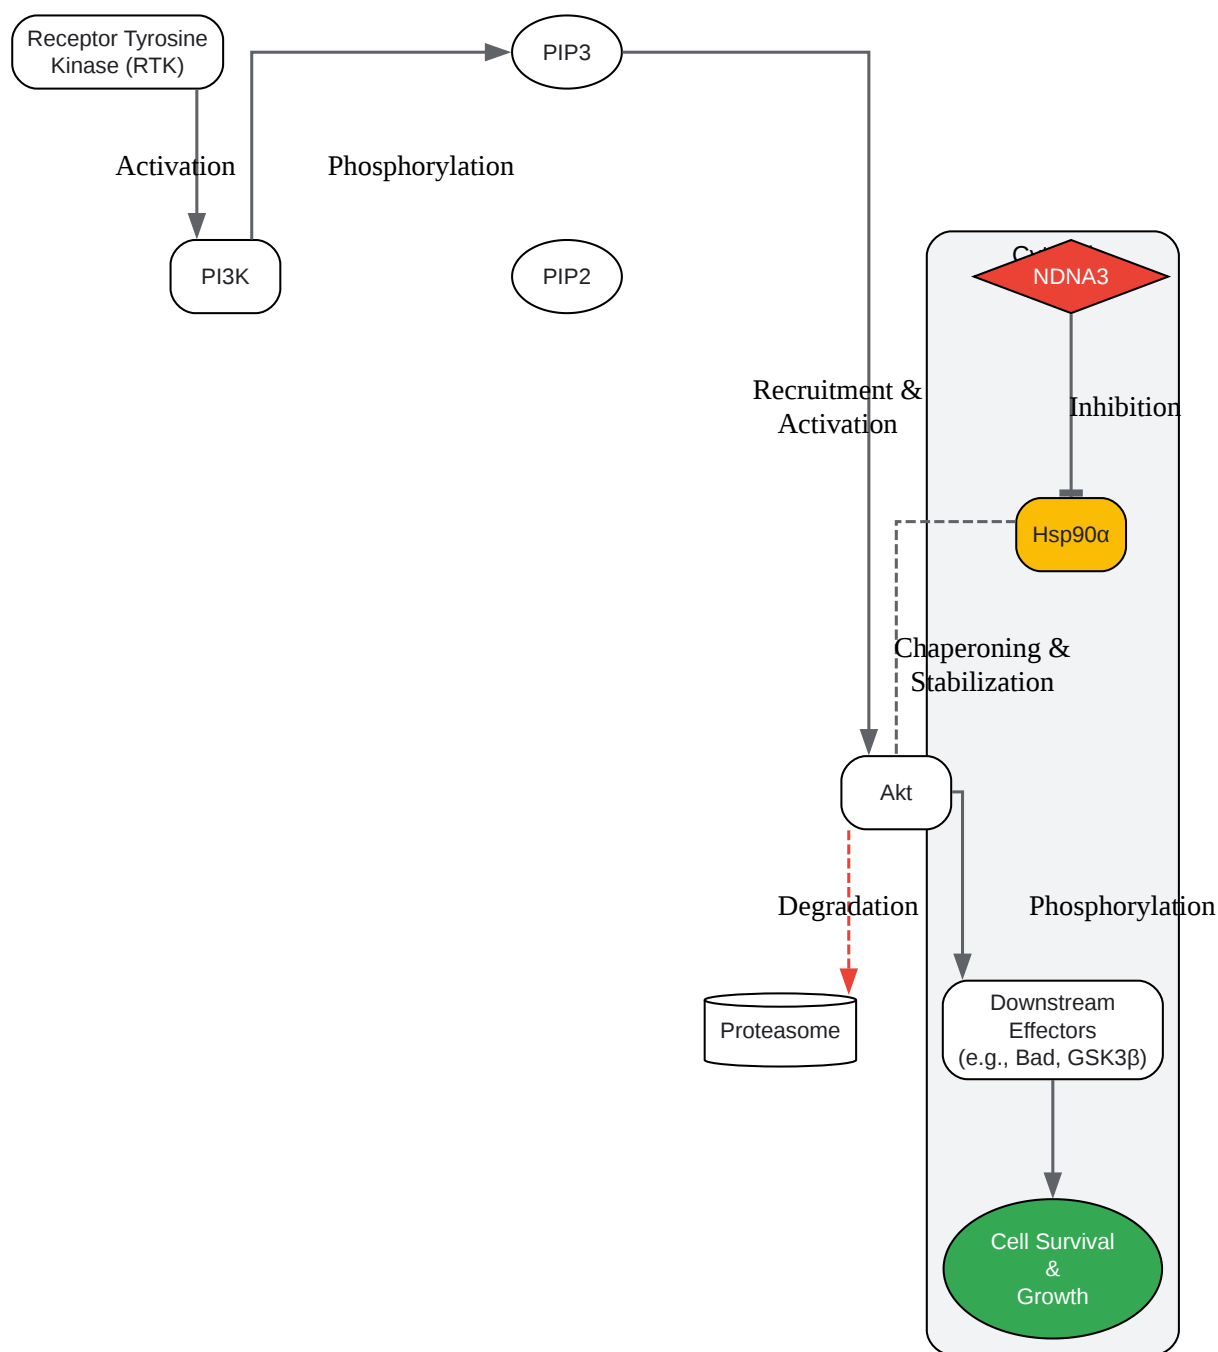 Receptor Tyrosine
Kinase (RTK)
PIP3
Activation
Phosphorylation
PI3K
PIP2
NDNA3
Recruitment &
Activation
Inhibition
Hsp90α
Chaperoning &
Stabilization
Akt
Degradation
Phosphorylation
Proteasome
Downstream
Effectors
(e.g., Bad, GSK3β)
Cell Survival
&
Growth